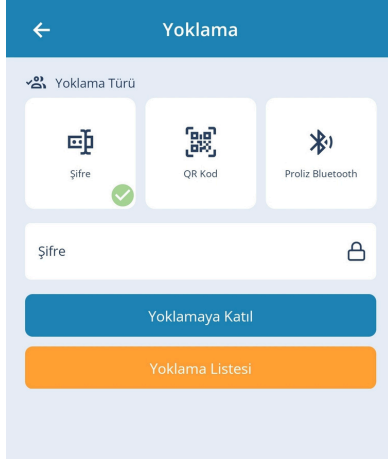 Yoklama
Yoklama Türü
Şifre
QR Kod
Proliz Bluetooth
Şifre
Yoklamaya Katıl
Yoklama Listesi